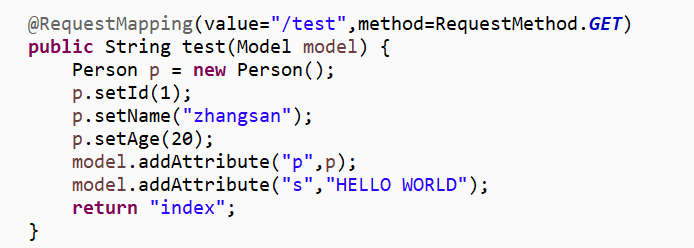 @RequestMapping(value="/test",method=RequestMethod.GET)
public String test(Model model) {
    Person p = new Person();
    p.setId(1);
    p.setName("zhangsan");
    p.setAge(20);
    model.addAttribute("p",p);
    model.addAttribute("s","HELLO WORLD");
    return "index";
}